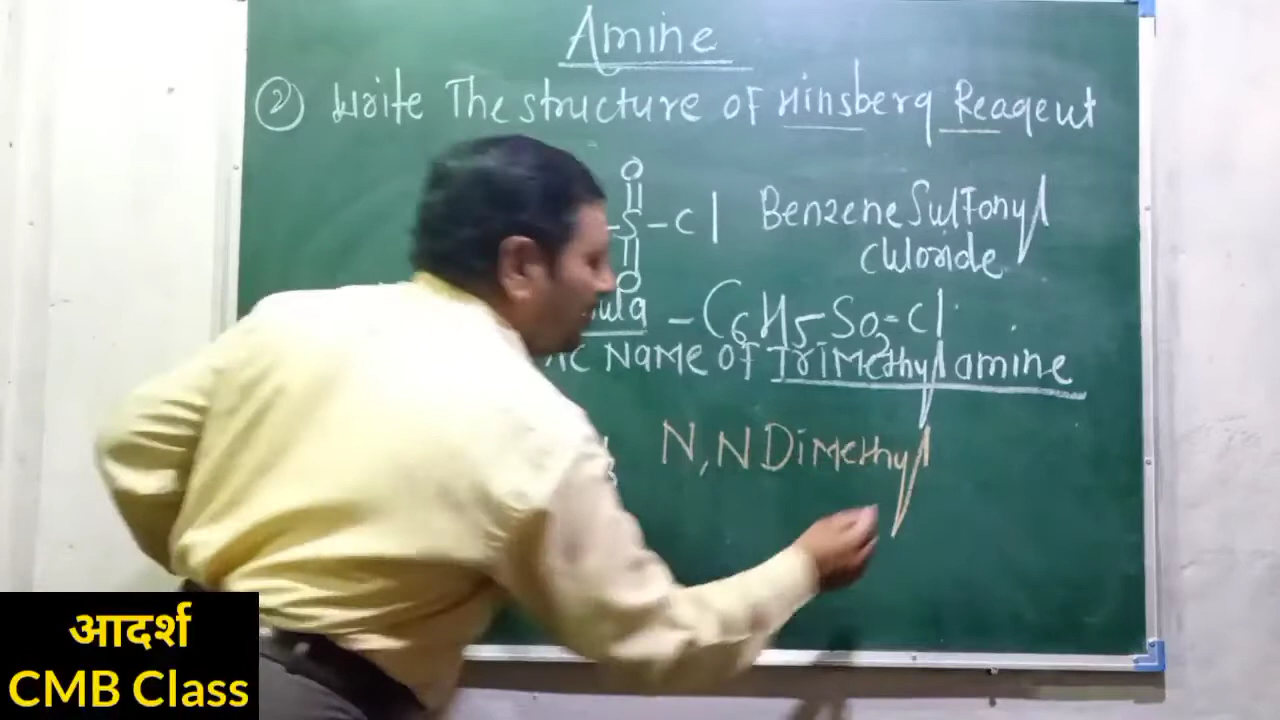 Amine
② Write The structure of Hinsberg Reagent
O
||
-S-Cl Benzene Sulfonyl
||
O chloride
ula - C6H5-SO2-Cl
AC Name of Trimethyl amine
N,N Dimethyl
आदर्श
CMB Class